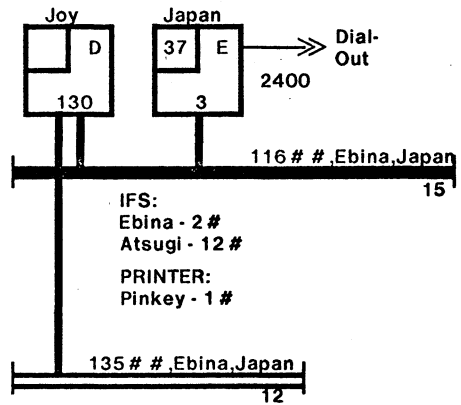 Joy
Japan
D
37
E
Dial-
Out
2400
130
3
116# #,Ebina,Japan
15
IFS:
Ebina - 2#
Atsugi - 12#
PRINTER:
Pinkey - 1#
135# #,Ebina,Japan
12